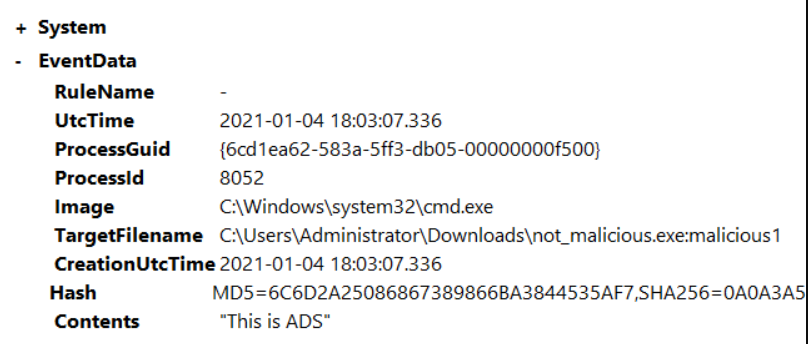 + System
- EventData
RuleName -
UtcTime 2021-01-04 18:03:07.336
ProcessGuid {6cd1ea62-583a-5ff3-db05-00000000f500}
ProcessId 8052
Image C:\Windows\system32\cmd.exe
TargetFilename C:\Users\Administrator\Downloads\not_malicious.exe:malicious1
CreationUtcTime 2021-01-04 18:03:07.336
Hash MD5=6C6D2A25086867389866BA3844535AF7,SHA256=0A0A3A5
Contents "This is ADS"